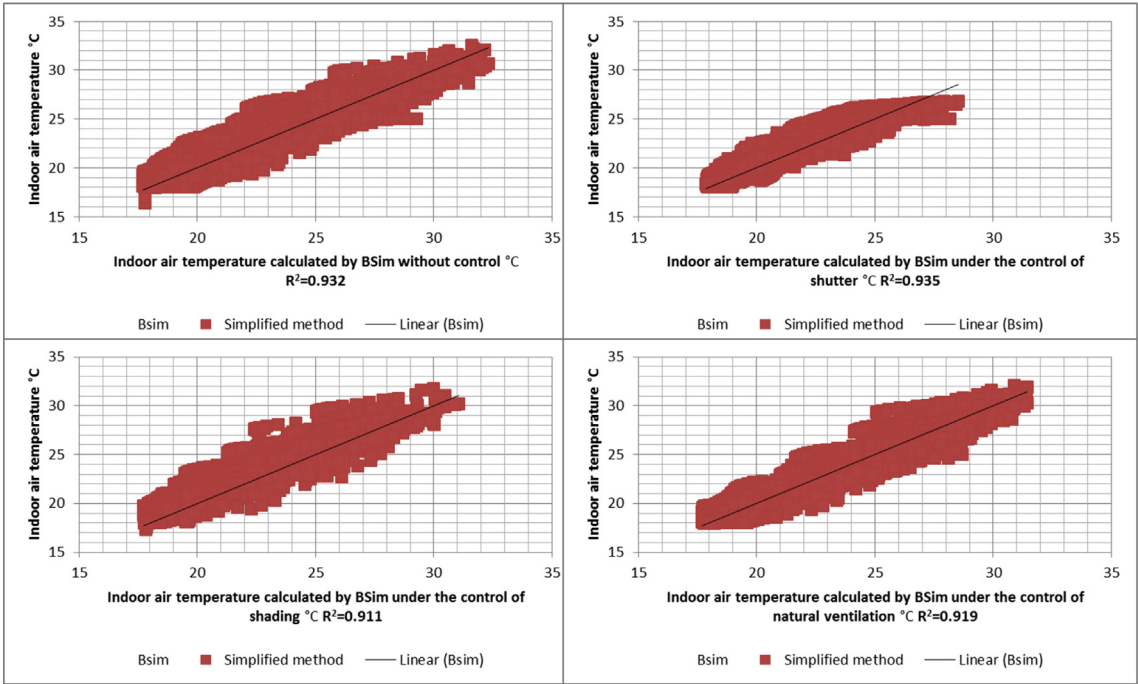 Indoor air temperature °C
35
30
25
20
15
15 20 25 30 35
Indoor air temperature calculated by BSim without control °C
R²=0.932
Bsim Simplified method Linear (Bsim)
Indoor air temperature °C
35
30
25
20
15
15 20 25 30 35
Indoor air temperature calculated by BSim under the control of
shutter °C R²=0.935
Bsim Simplified method Linear (Bsim)
Indoor air temperature °C
35
30
25
20
15
15 20 25 30 35
Indoor air temperature calculated by BSim under the control of
shading °C R²=0.911
Bsim Simplified method Linear (Bsim)
Indoor air temperature °C
35
30
25
20
15
15 20 25 30 35
Indoor air temperature calculated by BSim under the control of
natural ventilation °C R²=0.919
Bsim Simplified method Linear (Bsim)